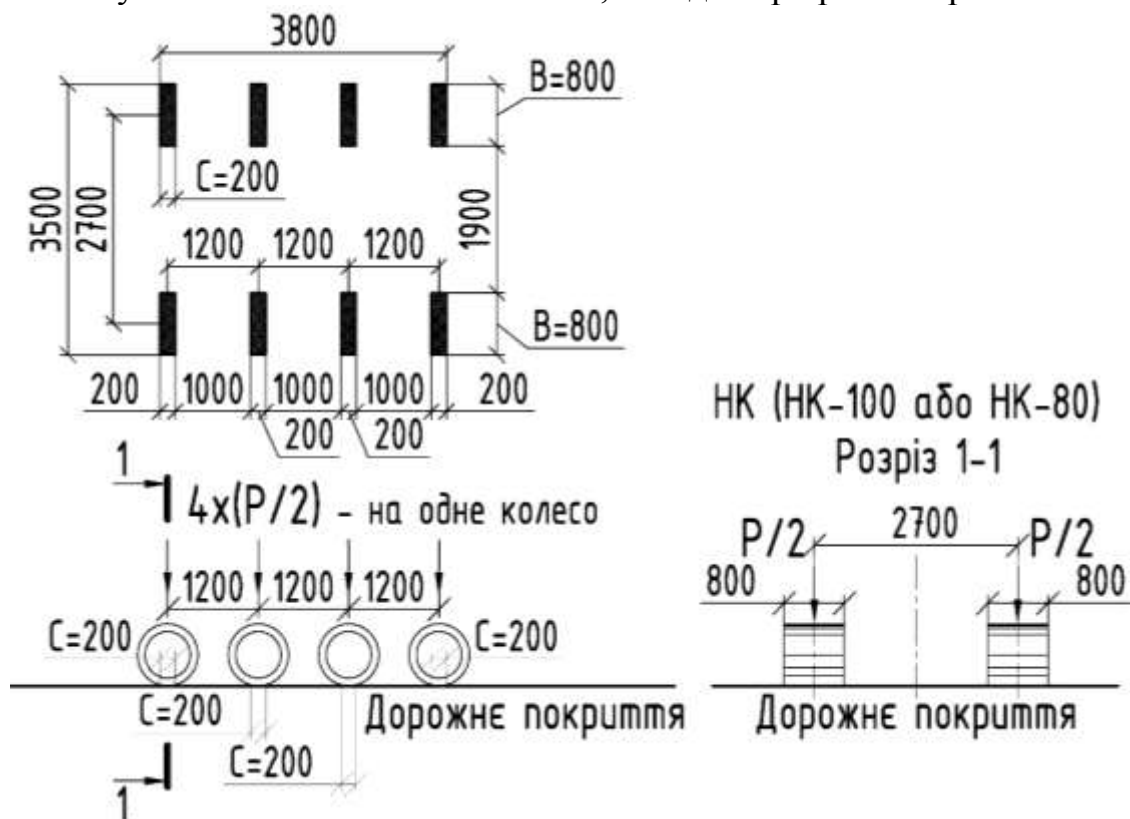 3800
B=800
C=200
3500
2700
1900
1200 1200 1200
B=800
200 1000 1000 1000 200
200 200
НК (НК-100 або НК-80)
Розріз 1-1
1
4х(P/2) - на одне колесо
P/2 2700 P/2
1200 1200 1200
800 800
C=200 C=200
C=200
Дорожнє покриття
Дорожнє покриття
C=200
1